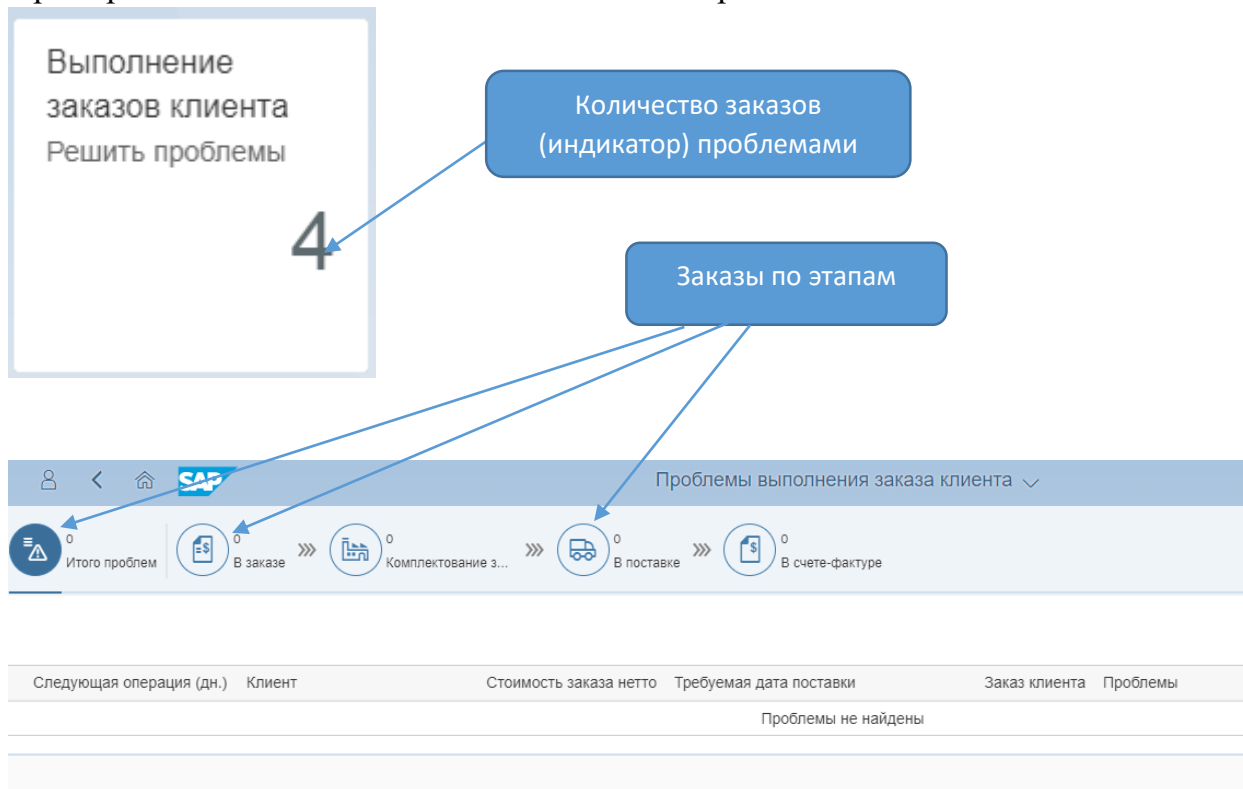 Выполнение
заказов клиента
Решить проблемы
4
Количество заказов
(индикатор) проблемами
Заказы по этапам
SAP
Проблемы выполнения заказа клиента
0
Итого проблем
0
В заказе
0
Комплектование з...
0
В поставке
0
В счете-фактуре
Следующая операция (дн.) Клиент Стоимость заказа нетто Требуемая дата поставки Заказ клиента Проблемы
Проблемы не найдены